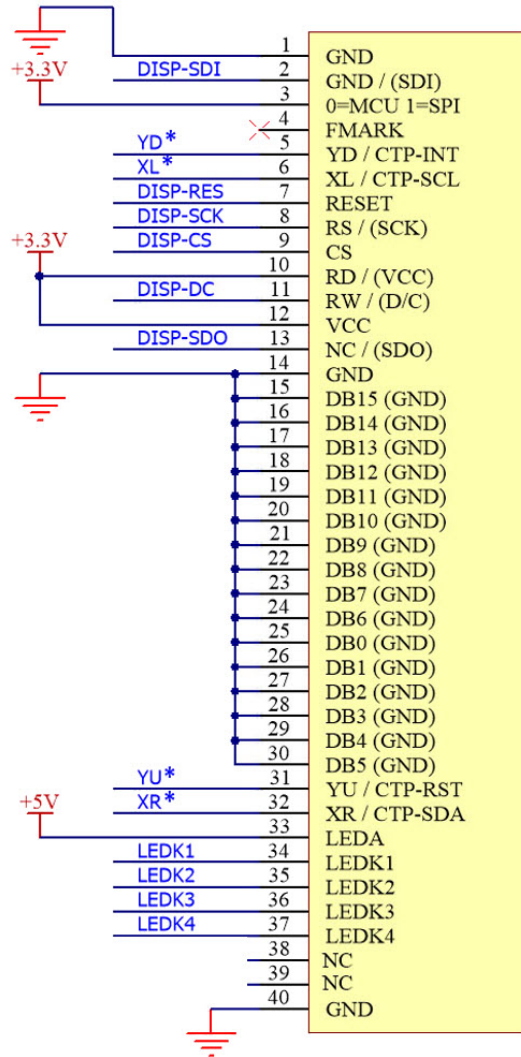 1 GND
DISP-SDI 2 GND / (SDI)
+3.3V 3 0=MCU 1=SPI
4 FMARK
YD* 5 YD / CTP-INT
XL* 6 XL / CTP-SCL
DISP-RES 7 RESET
DISP-SCK 8 RS / (SCK)
DISP-CS 9 CS
+3.3V 10 RD / (VCC)
DISP-DC 11 RW / (D/C)
12 VCC
DISP-SDO 13 NC / (SDO)
14 GND
15 DB15 (GND)
16 DB14 (GND)
17 DB13 (GND)
18 DB12 (GND)
19 DB11 (GND)
20 DB10 (GND)
21 DB9 (GND)
22 DB8 (GND)
23 DB7 (GND)
24 DB6 (GND)
25 DB0 (GND)
26 DB1 (GND)
27 DB2 (GND)
28 DB3 (GND)
29 DB4 (GND)
30 DB5 (GND)
YU* 31 YU / CTP-RST
XR* 32 XR / CTP-SDA
+5V 33 LEDA
LEDK1 34 LEDK1
LEDK2 35 LEDK2
LEDK3 36 LEDK3
LEDK4 37 LEDK4
38 NC
39 NC
40 GND